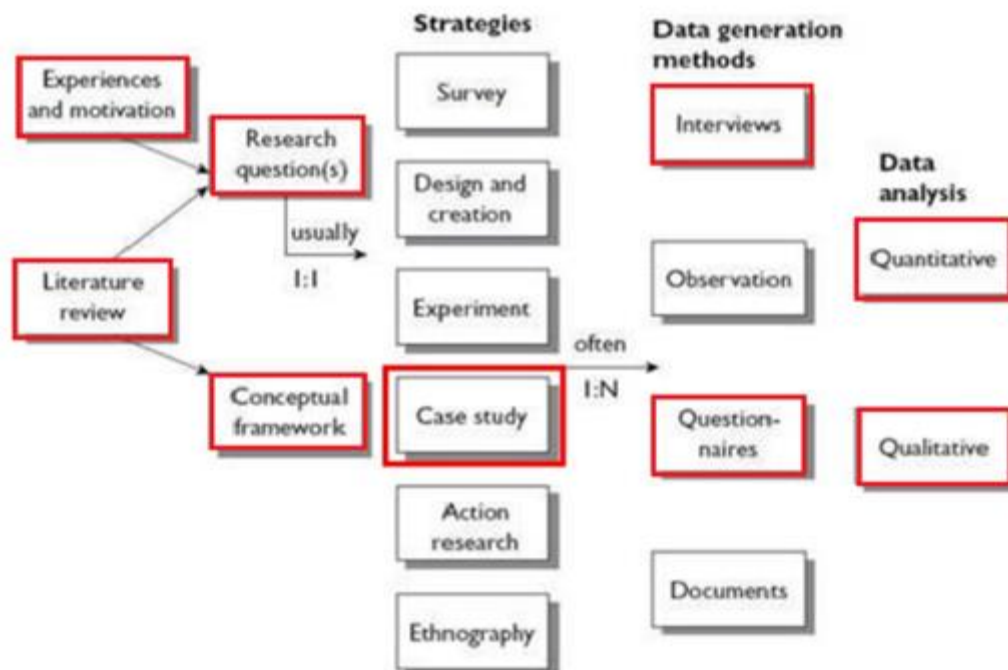 Experiences
and motivation
Literature
review
Research
question(s)
usually
1:1
Conceptual
framework
Strategies
Survey
Design and
creation
Experiment
Case study
Action
research
Ethnography
often
1:N
Data generation
methods
Interviews
Observation
Question-
naires
Documents
Data
analysis
Quantitative
Qualitative